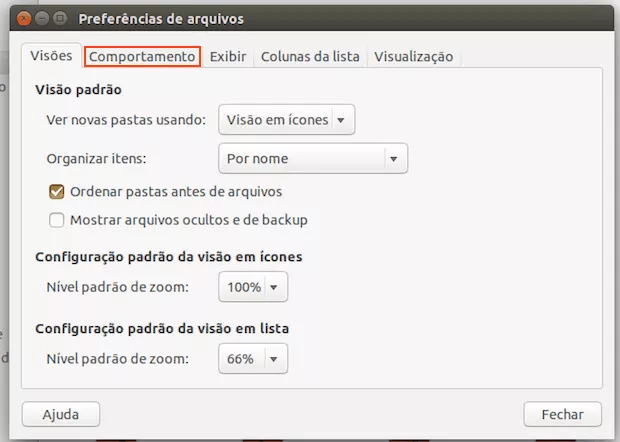 Preferências de arquivos
Visões Comportamento Exibir Colunas da lista Visualização
Visão padrão
Ver novas pastas usando: Visão em ícones
Organizar itens: Por nome
Ordenar pastas antes de arquivos
Mostrar arquivos ocultos e de backup
Configuração padrão da visão em ícones
Nível padrão de zoom: 100%
Configuração padrão da visão em lista
Nível padrão de zoom: 66%
Ajuda Fechar